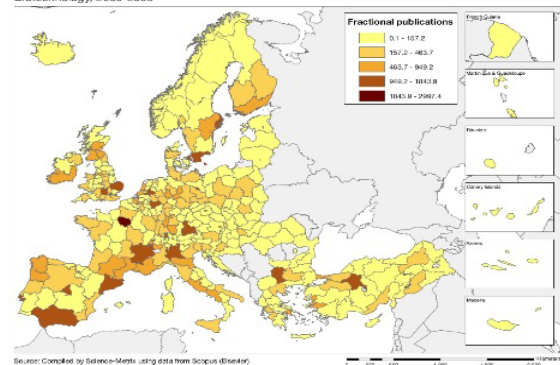 Fractional publications
0.1 - 157.2
157.2 - 463.7
463.7 - 949.2
949.2 - 1843.9
1843.9 - 2997.4
French Guiana
Martinique & Guadeloupe
Réunion
Canary Islands
Azores
Madeira
Source: Compiled by Science-Metrix using data from Scopus (Elsevier)